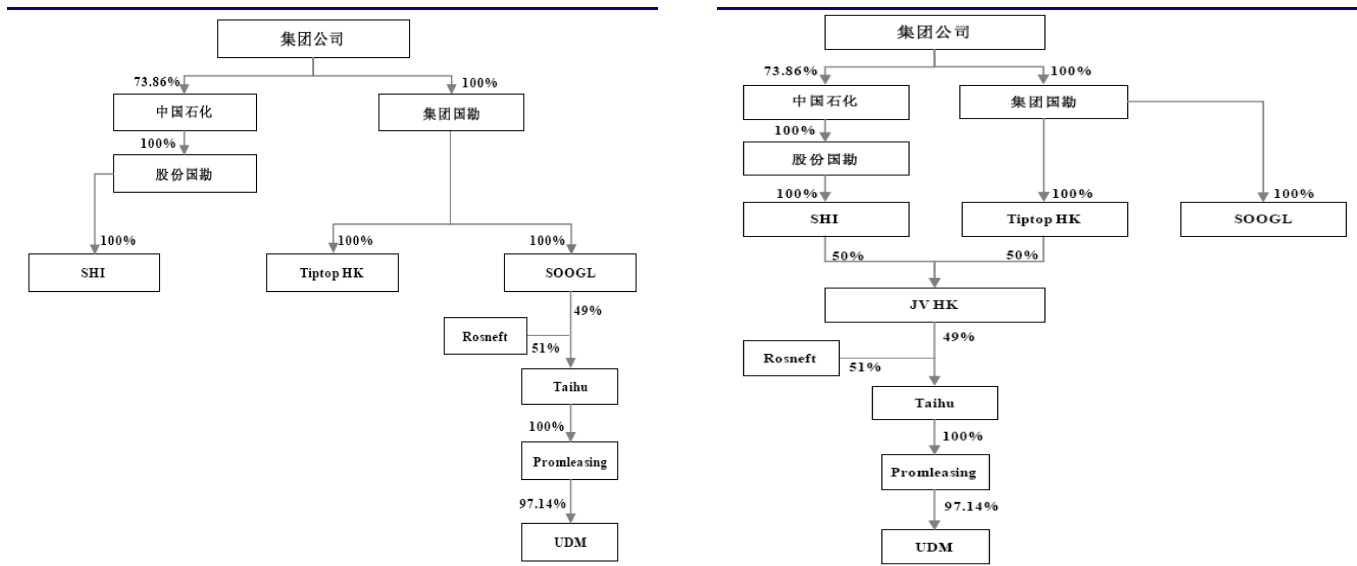 集团公司
73.86%
100%
中国石化
集团国勘
100%
股份国勘
100%
100%
100%
SHI
Tiptop HK
SOOGL
49%
Rosneft
51%
Taihu
100%
Promleasing
97.14%
UDM
集团公司
73.86%
100%
中国石化
集团国勘
100%
股份国勘
100%
100%
100%
SHI
Tiptop HK
SOOGL
50%
50%
JV HK
49%
Rosneft
51%
Taihu
100%
Promleasing
97.14%
UDM